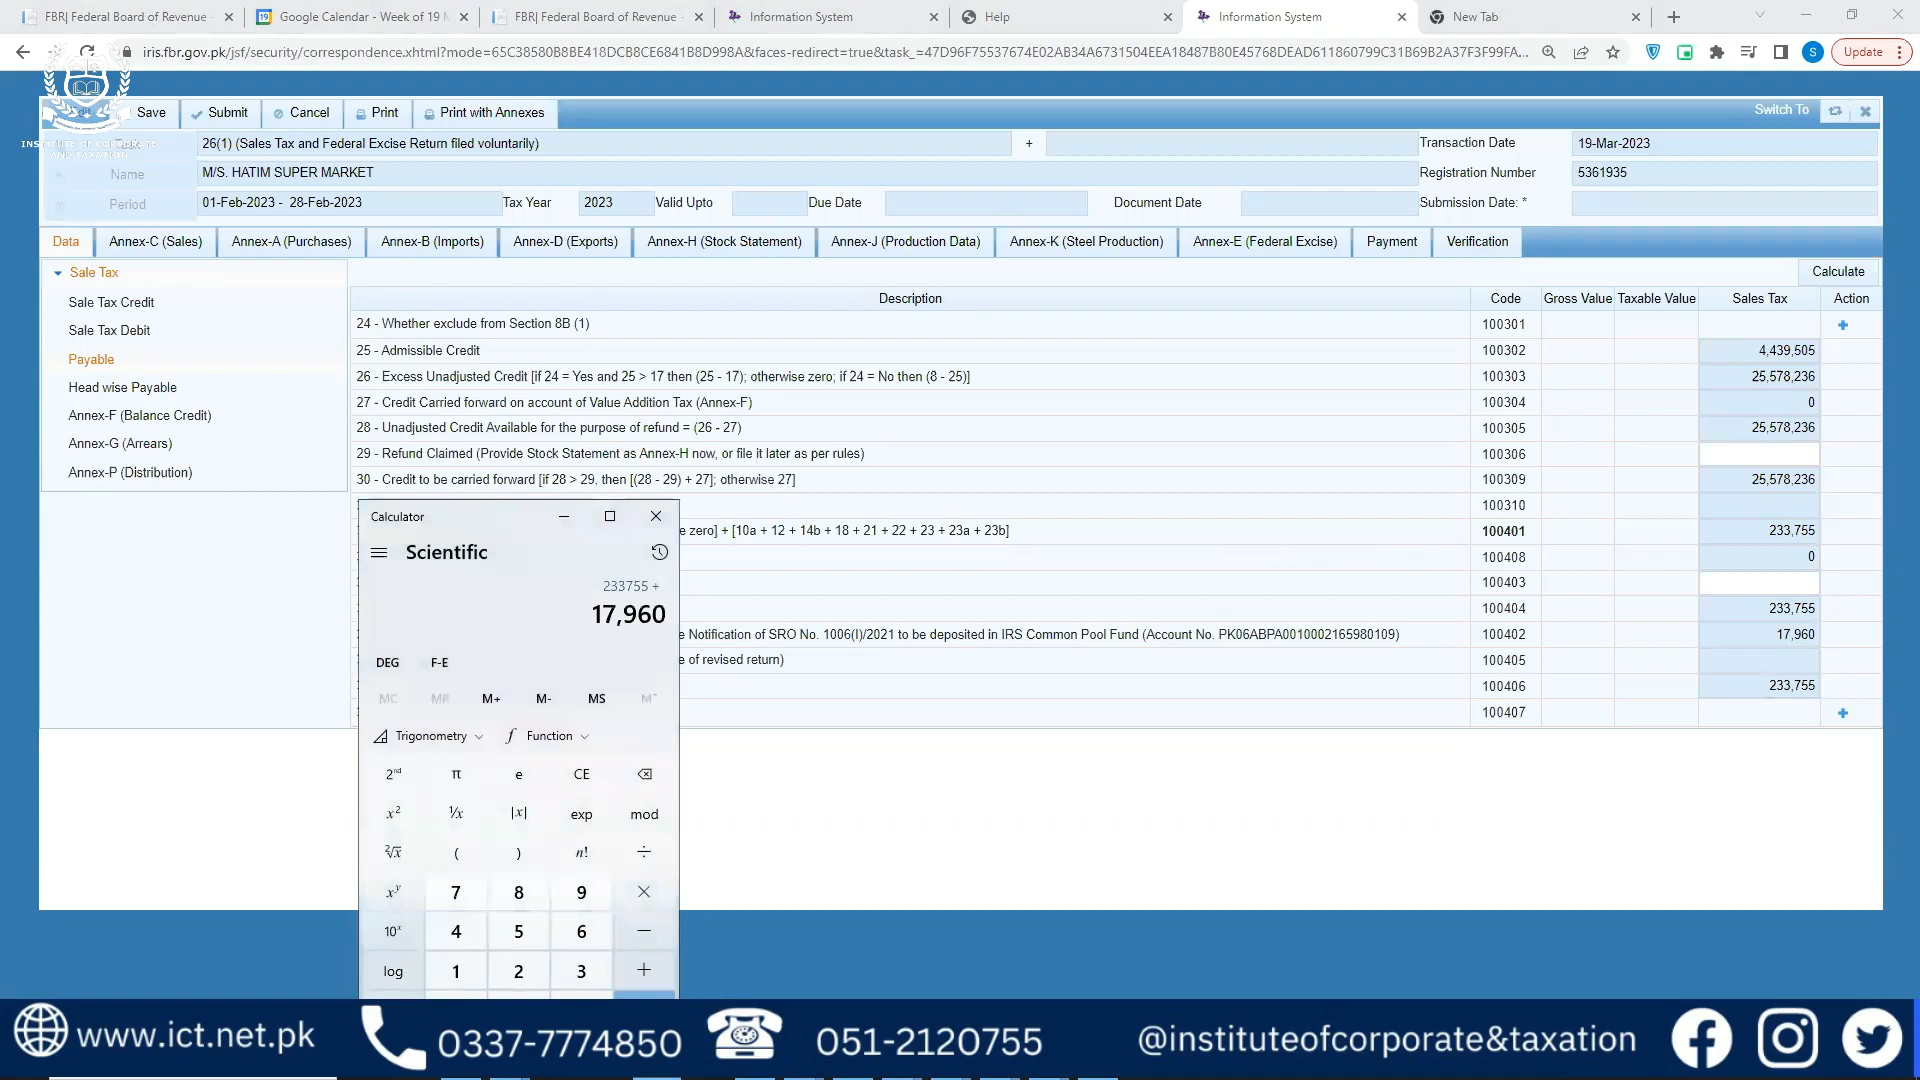 FBR| Federal Board of Revenue
Google Calendar - Week of 19 M
FBR| Federal Board of Revenue
Information System
Help
Information System
New Tab
iris.fbr.gov.pk/jsf/security/correspondence.xhtml?mode=65C38580B8BE418DCB8CE6841B8D998A&faces-redirect=true&task_=47D96F75537674E02AB34A6731504EEA18487B80E45768DEAD611860799C31B69B2A37F3F99FA...
S
Update
Save
Submit
Cancel
Print
Print with Annexes
Switch To
INSTITUTE OF CORPORATE
AND TAXATION
26(1) (Sales Tax and Federal Excise Return filed voluntarily)
+
Transaction Date
19-Mar-2023
Name
M/S. HATIM SUPER MARKET
Registration Number
5361935
Period
01-Feb-2023 - 28-Feb-2023
Tax Year
2023
Valid Upto
Due Date
Document Date
Submission Date: *
Data
Annex-C (Sales)
Annex-A (Purchases)
Annex-B (Imports)
Annex-D (Exports)
Annex-H (Stock Statement)
Annex-J (Production Data)
Annex-K (Steel Production)
Annex-E (Federal Excise)
Payment
Verification
Sale Tax
Sale Tax Credit
Sale Tax Debit
Payable
Head wise Payable
Annex-F (Balance Credit)
Annex-G (Arrears)
Annex-P (Distribution)
Calculate
Description Code Gross Value Taxable Value Sales Tax Action
24 - Whether exclude from Section 8B (1) 100301
25 - Admissible Credit 100302 4,439,505
26 - Excess Unadjusted Credit [if 24 = Yes and 25 > 17 then (25 - 17); otherwise zero; if 24 = No then (8 - 25)] 100303 25,578,236
27 - Credit Carried forward on account of Value Addition Tax (Annex-F) 100304 0
28 - Unadjusted Credit Available for the purpose of refund = (26 - 27) 100305 25,578,236
29 - Refund Claimed (Provide Stock Statement as Annex-H now, or file it later as per rules) 100306
30 - Credit to be carried forward [if 28 > 29, then [(28 - 29) + 27]; otherwise 27] 100309 25,578,236
100310
e zero] + [10a + 12 + 14b + 18 + 21 + 22 + 23 + 23a + 23b] 100401 233,755
100408 0
100403
100404 233,755
e Notification of SRO No. 1006(I)/2021 to be deposited in IRS Common Pool Fund (Account No. PK06ABPA0010002165980109) 100402 17,960
e of revised return) 100405
100406 233,755
100407
Calculator
Scientific
233755 +
17,960
DEG F-E
MC MR M+ M- MS M˅
Trigonometry Function
2nd π e CE
x² ¹/x |x| exp mod
²√x ( ) n! ÷
xʸ 7 8 9 ×
10ˣ 4 5 6 −
log 1 2 3 +
www.ict.net.pk
0337-7774850
051-2120755
@instituteofcorporate&taxation